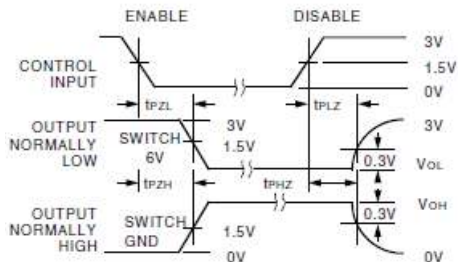 ENABLE DISABLE
3V
CONTROL INPUT 1.5V
0V
tPZL tPLZ
OUTPUT NORMALLY LOW SWITCH 6V 3V 3V
1.5V
0.3V VOL
tPZH tPHZ
VOH
0.3V
OUTPUT NORMALLY HIGH SWITCH GND 1.5V
0V 0V